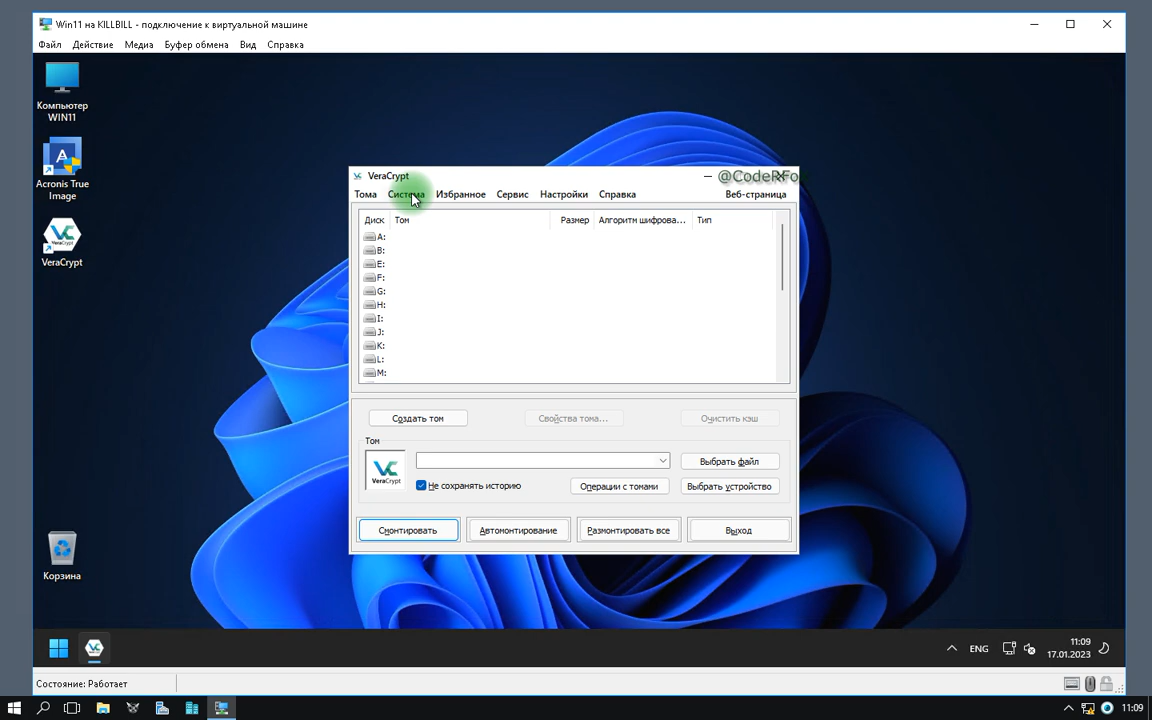 Win11 на KILLBILL - подключение к виртуальной машине
Файл Действие Медиа Буфер обмена Вид Справка
Компьютер
WIN11
Acronis True
Image
VeraCrypt
Корзина
VeraCrypt
Тома Система Избранное Сервис Настройки Справка Веб-страница
Диск Том Размер Алгоритм шифрова... Тип
A:
B:
E:
F:
G:
H:
I:
J:
K:
L:
M:
Создать том Свойства тома... Очистить кэш
Том
VeraCrypt
Выбрать файл
Не сохранять историю Операции с томами Выбрать устройство
Смонтировать Автомонтирование Размонтировать все Выход
ENG 11:09
17.01.2023
Состояние: Работает
11:09